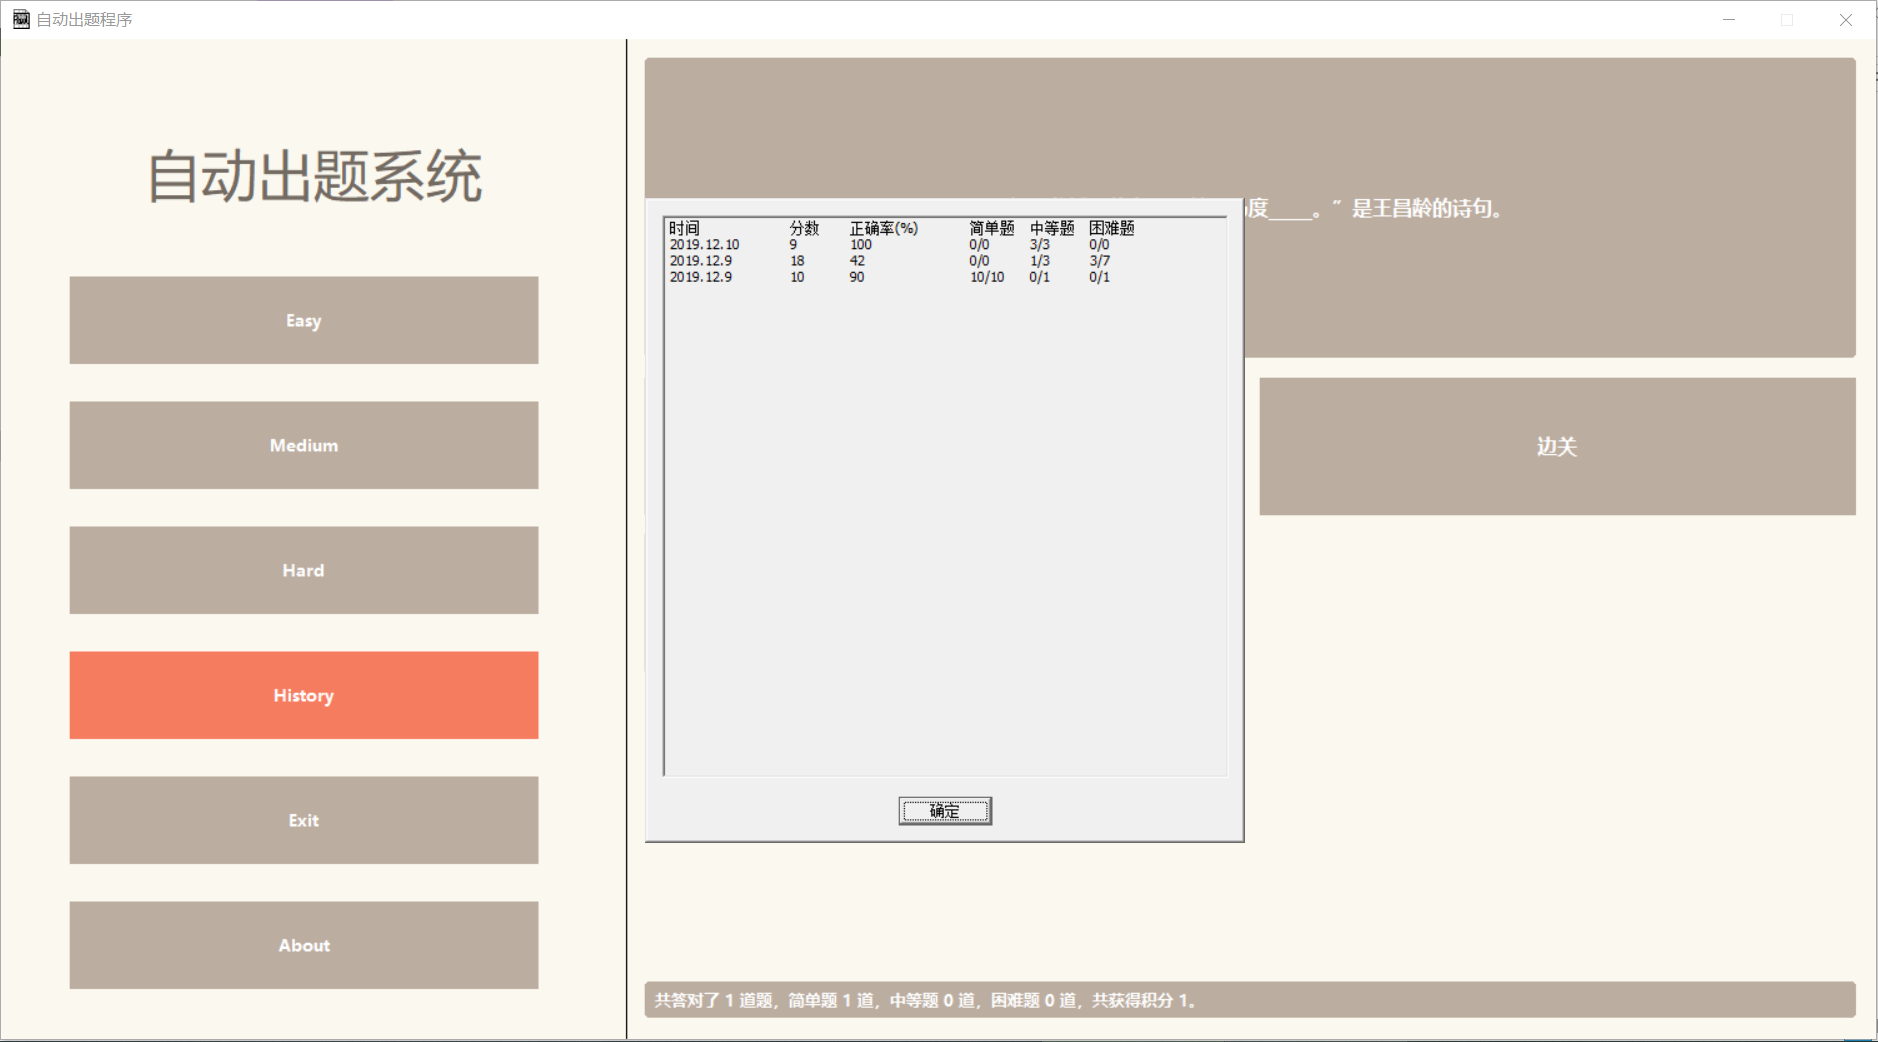 自动出题程序
自动出题系统
Easy
Medium
Hard
History
Exit
About
度____。”是王昌龄的诗句。
时间 分数 正确率(%) 简单题 中等题 困难题
2019.12.10 9 100 0/0 3/3 0/0
2019.12.9 18 42 0/0 1/3 3/7
2019.12.9 10 90 10/10 0/1 0/1
确定
边关
共答对了 1 道题，简单题 1 道，中等题 0 道，困难题 0 道，共获得积分 1。